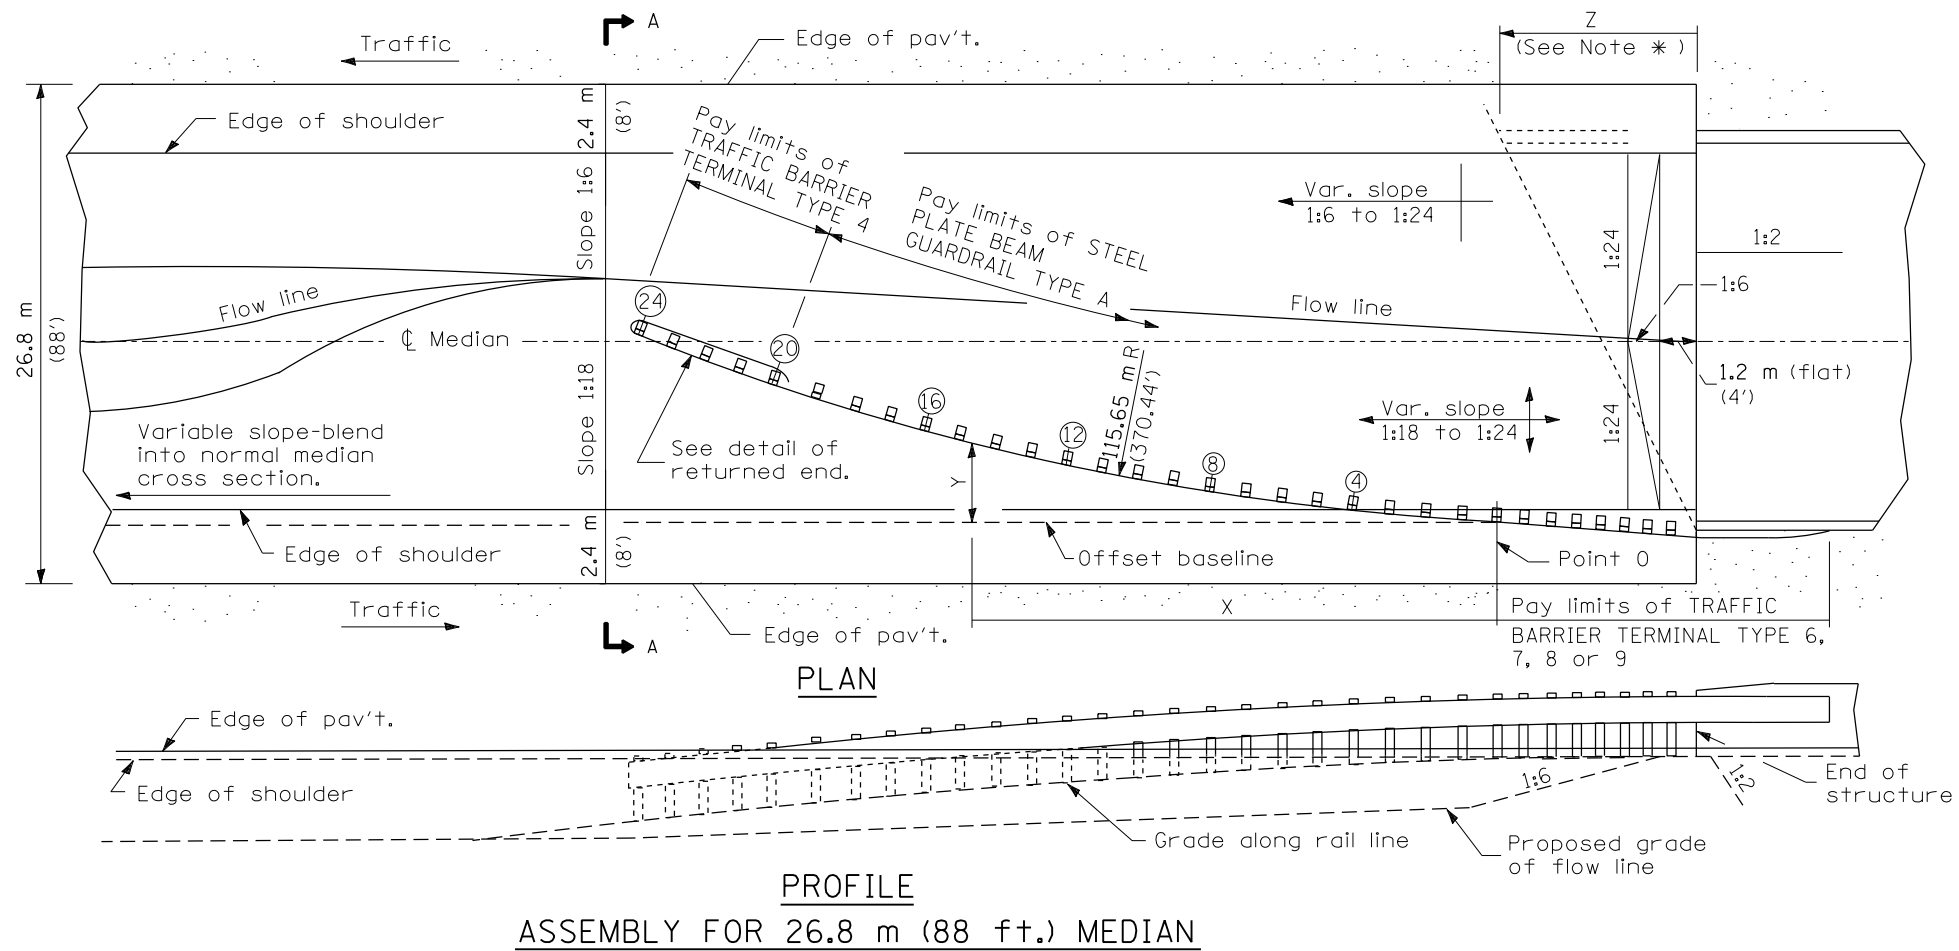 A
Z
Traffic
Edge of pav't.
(See Note * )
Edge of shoulder
2.4 m
(8')
Pay limits of
TRAFFIC BARRIER
TERMINAL TYPE 4
Pay limits of STEEL
PLATE BEAM
GUARDRAIL TYPE A
Var. slope
1:6 to 1:24
1:24
1:2
Slope 1:6
26.8 m
(88')
Flow line
24
Flow line
1:6
℄ Median
20
1.2 m (flat)
(4')
Slope 1:18
115.65 m R
(370.44')
16
12
8
4
Var. slope
1:18 to 1:24
1:24
Variable slope-blend
into normal median
cross section.
See detail of
returned end.
Y
Edge of shoulder
2.4 m
(8')
Offset baseline
Point 0
Traffic
A
Edge of pav't.
X
Pay limits of TRAFFIC
BARRIER TERMINAL TYPE 6,
7, 8 or 9
PLAN
Edge of pav't.
Edge of shoulder
1:6
1:2
End of
structure
Grade along rail line
Proposed grade
of flow line
PROFILE
ASSEMBLY FOR 26.8 m (88 ft.) MEDIAN